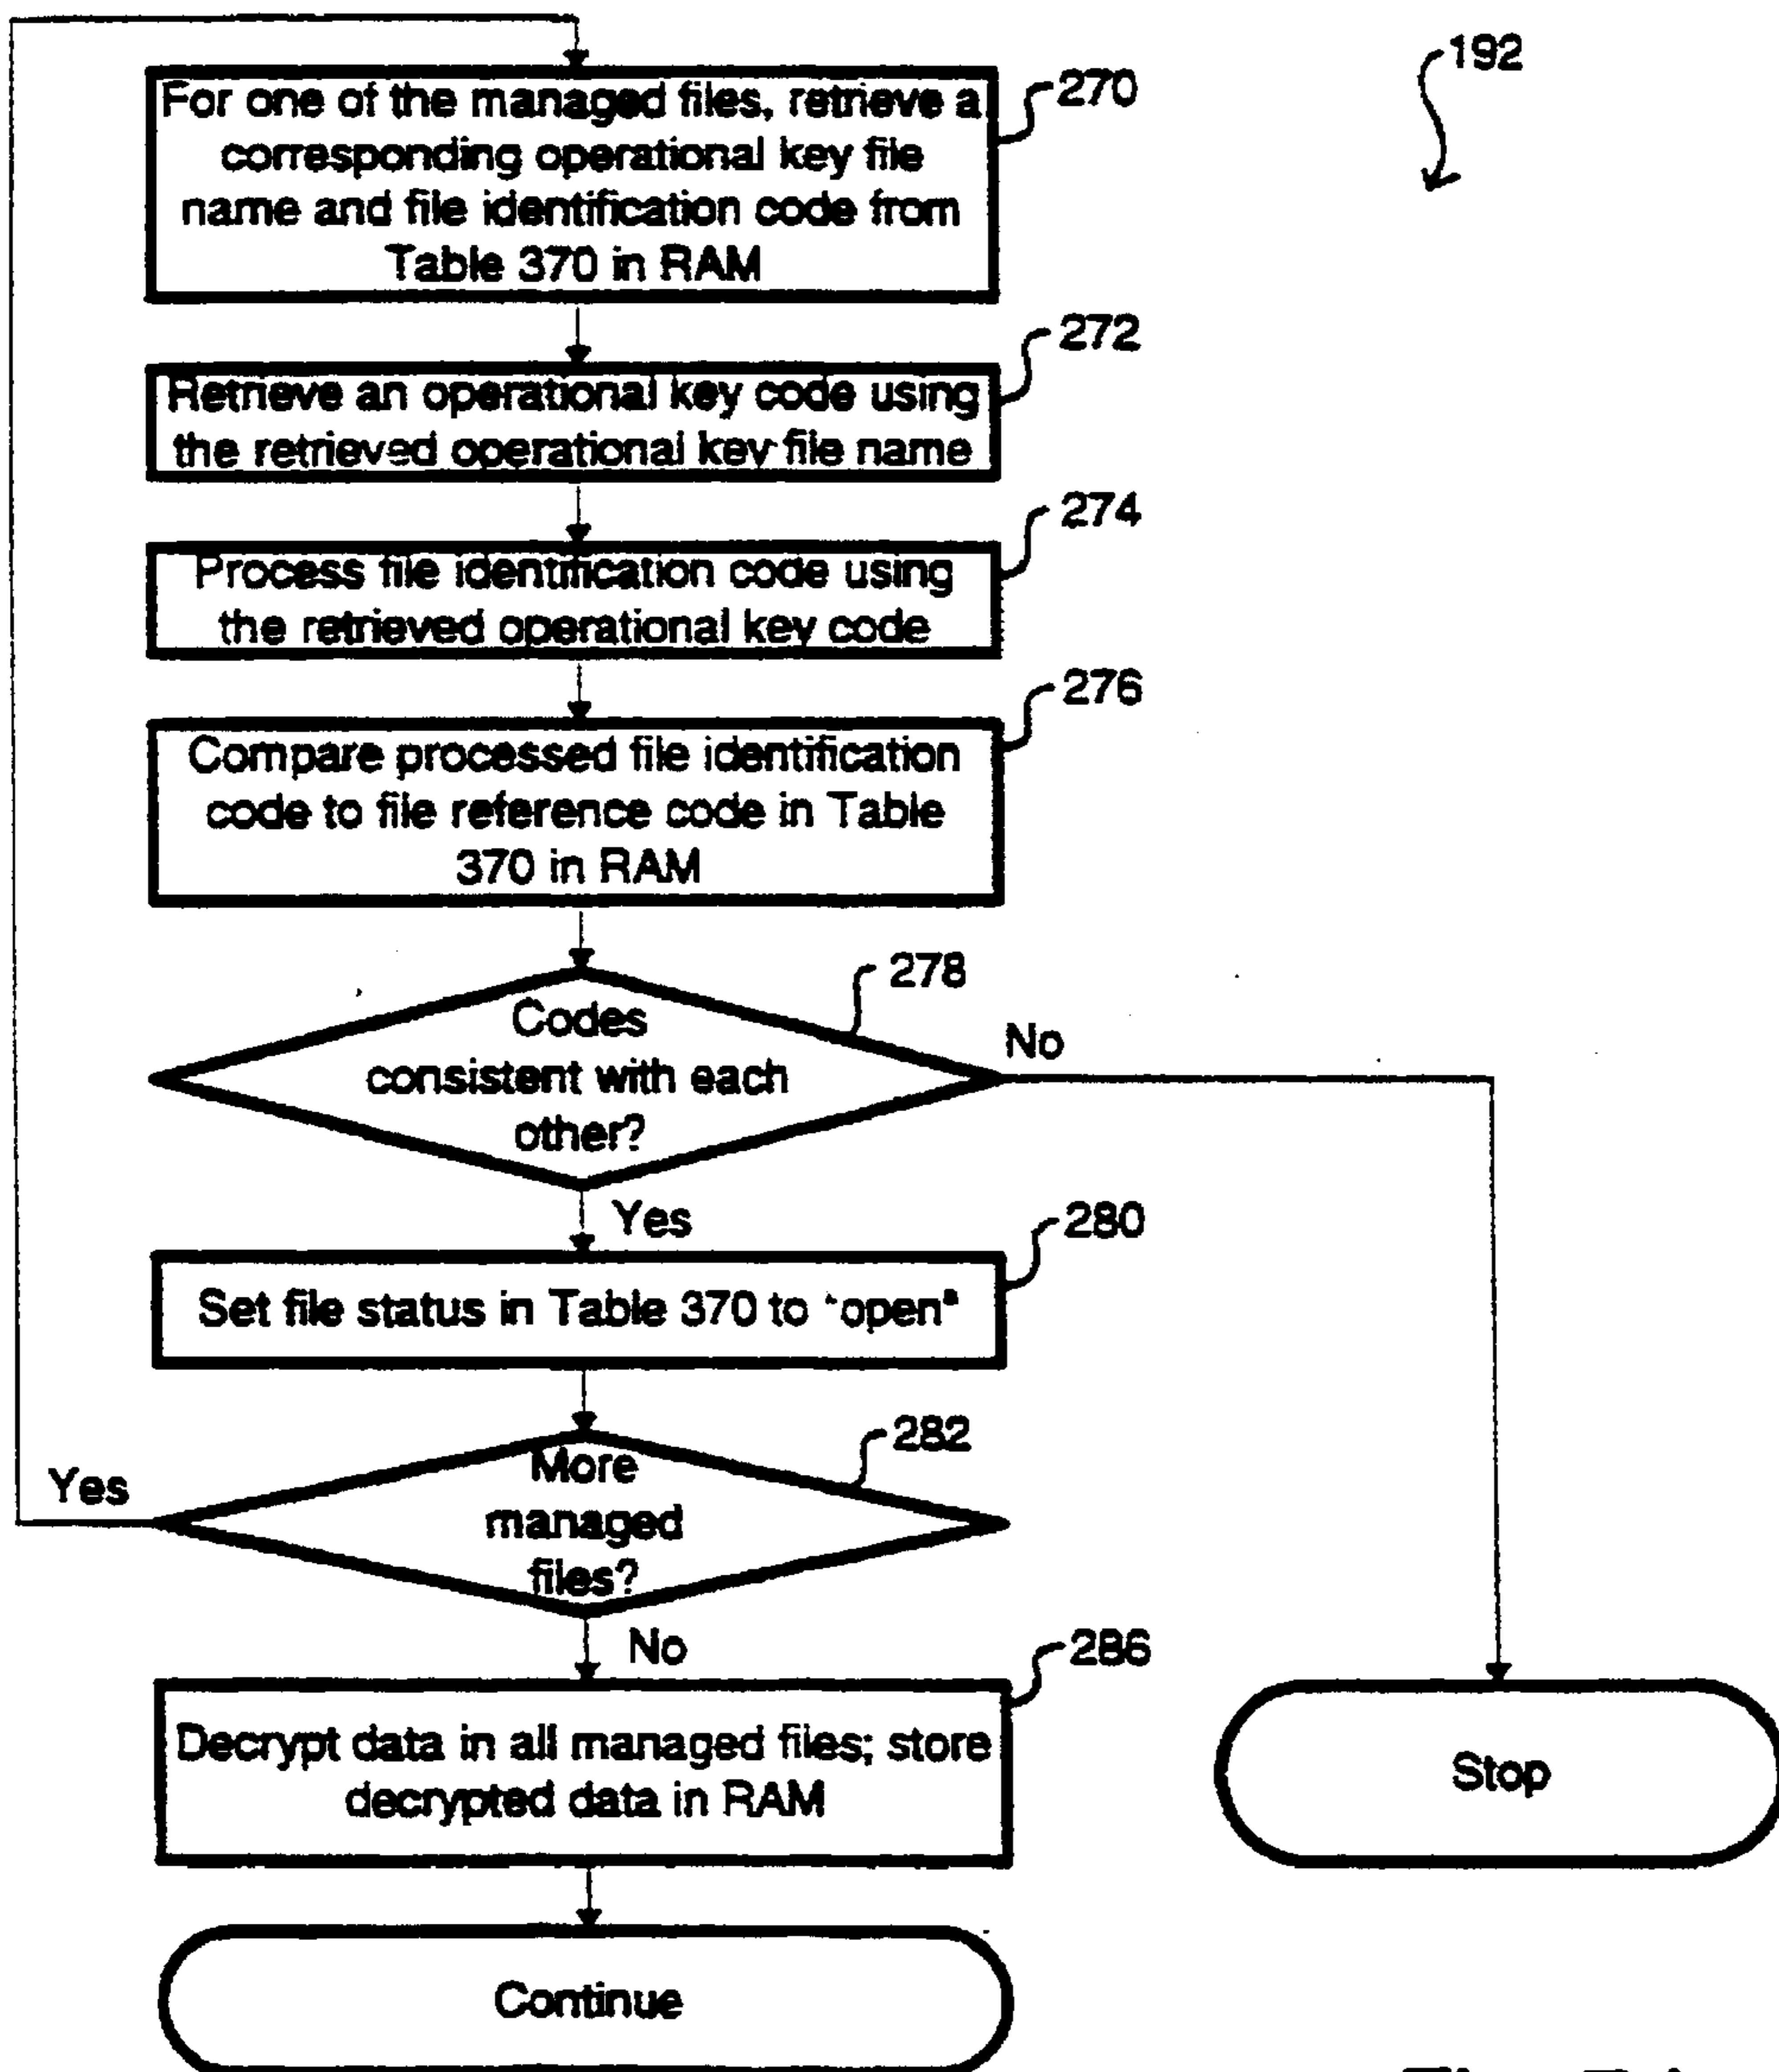 192
For one of the managed files, retrieve a
corresponding operational key file
name and file identification code from
Table 370 in RAM
270
Retrieve an operational key code using
the retrieved operational key file name
272
Process file identification code using
the retrieved operational key code
274
Compare processed file identification
code to file reference code in Table
370 in RAM
276
Codes
consistent with each
other?
278
No
Yes
Set file status in Table 370 to "open"
280
More
managed
files?
282
Yes
No
Decrypt data in all managed files; store
decrypted data in RAM
286
Stop
Continue